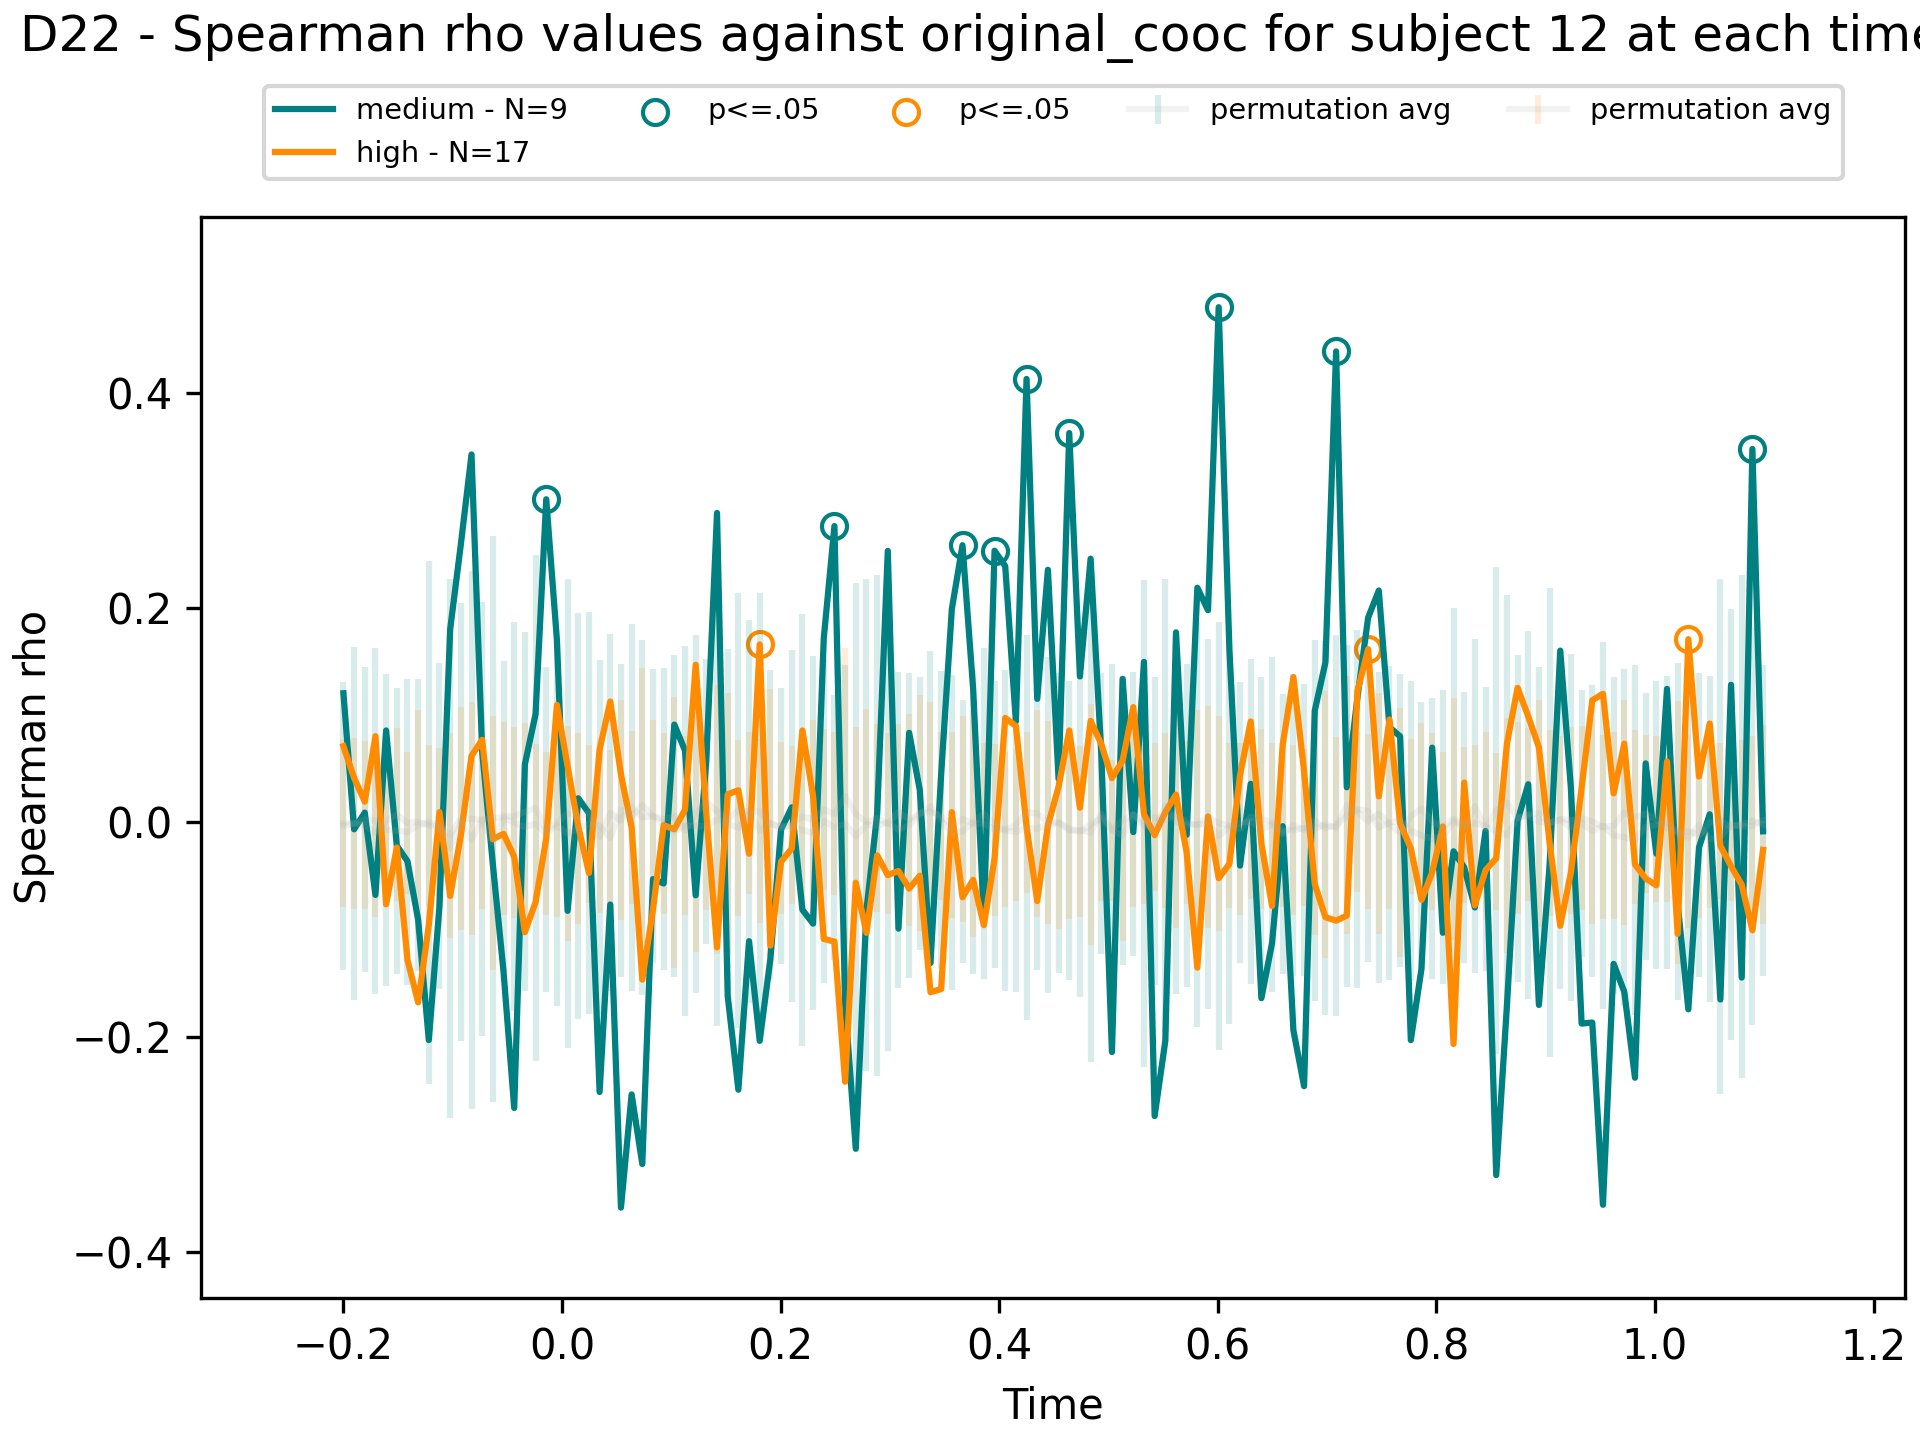 D22 - Spearman rho values against original_cooc for subject 12 at each time
medium - N=9
high - N=17
p<=.05
p<=.05
permutation avg
permutation avg
Spearman rho
0.4
0.2
0.0
−0.2
−0.4
−0.2 0.0 0.2 0.4 0.6 0.8 1.0 1.2
Time